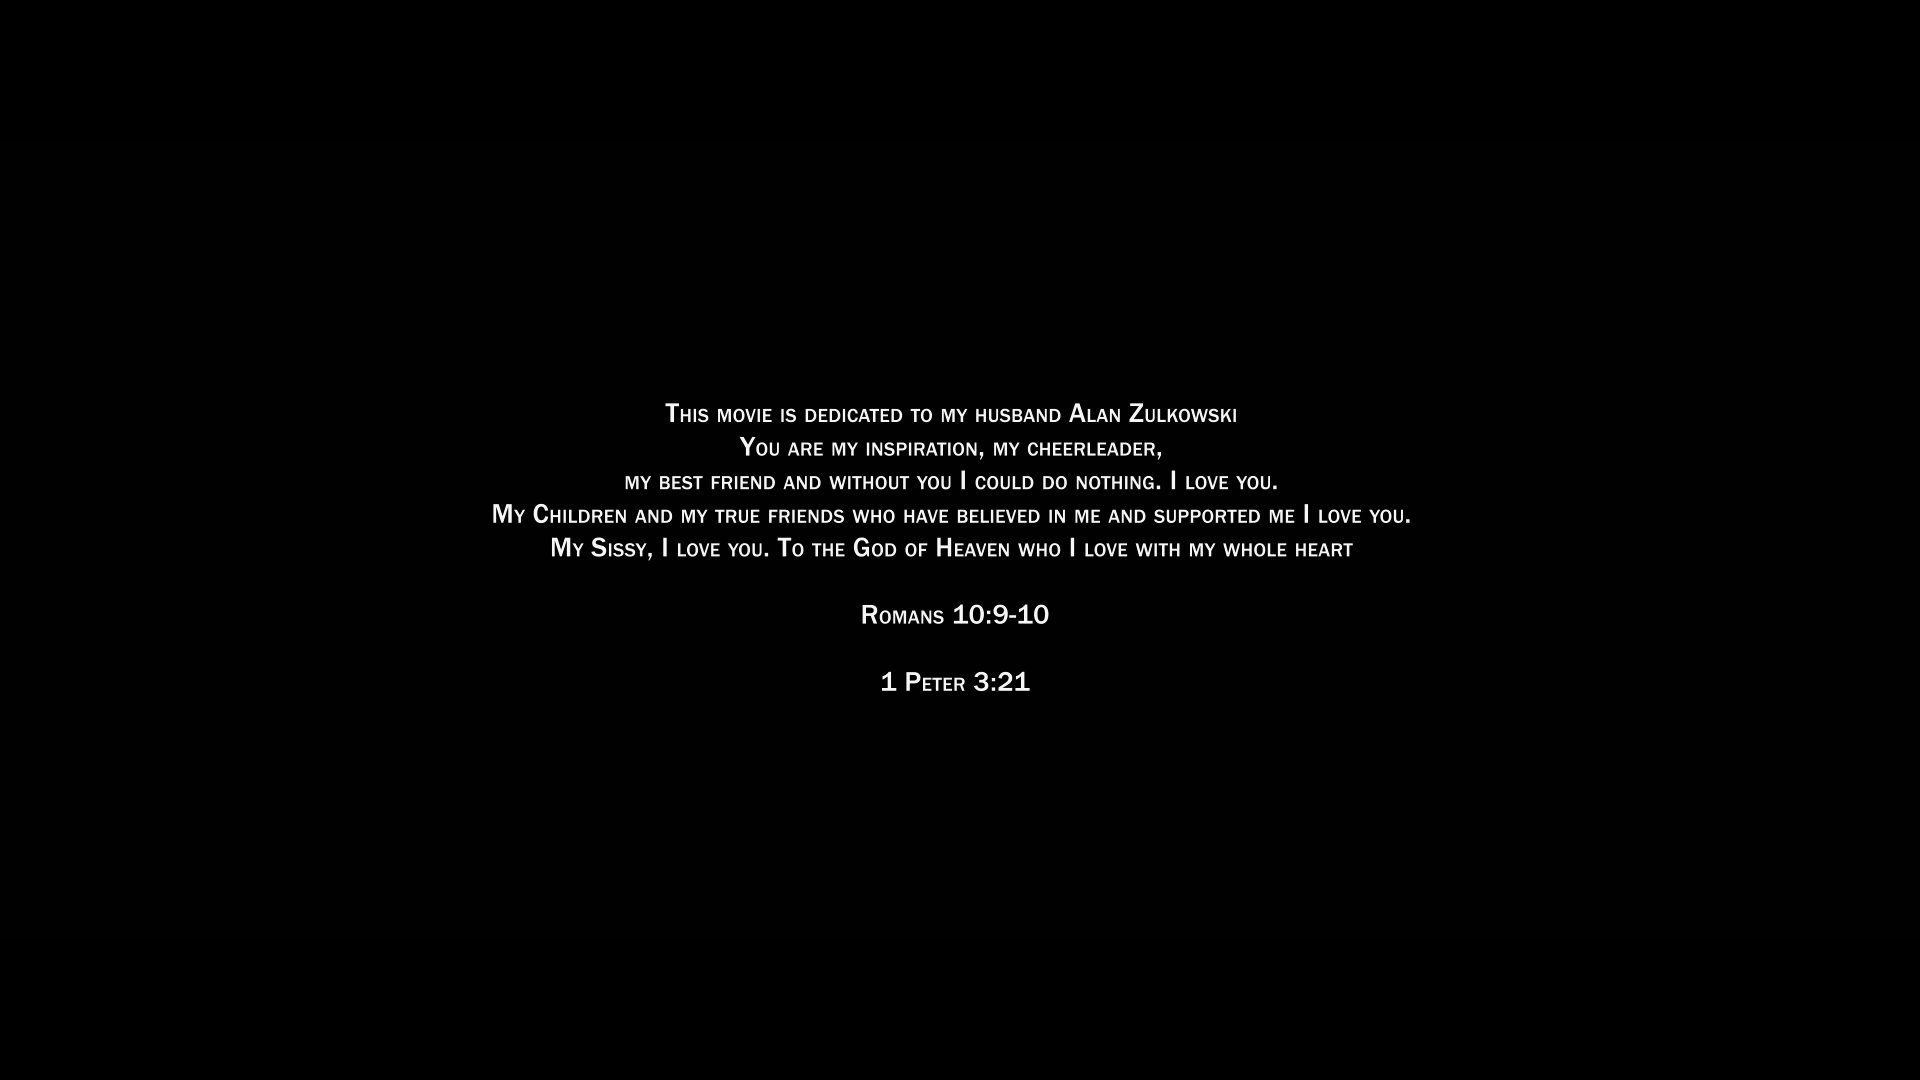 This movie is dedicated to my husband Alan Zulkowski
You are my inspiration, my cheerleader,
my best friend and without you I could do nothing. I love you.
My Children and my true friends who have believed in me and supported me I love you.
My Sissy, I love you. To the God of Heaven who I love with my whole heart
Romans 10:9-10
1 Peter 3:21